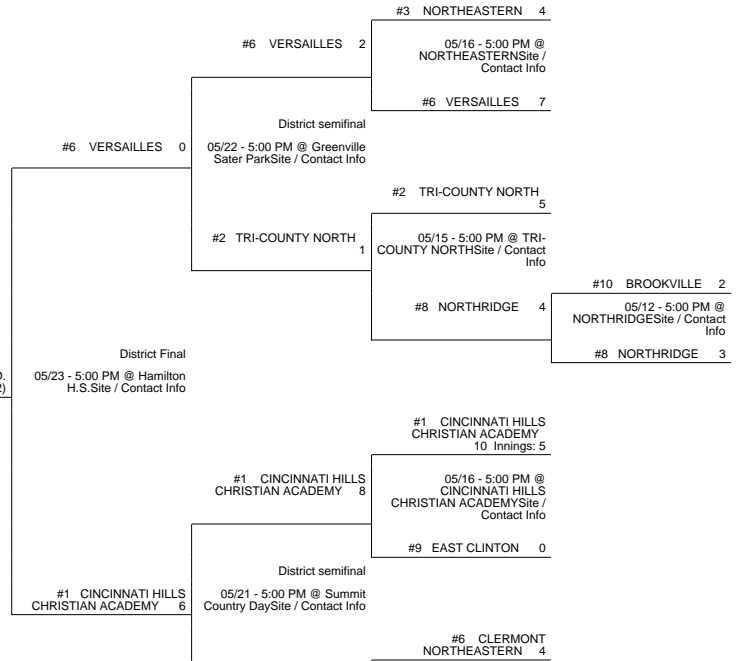 #3 NORTHEASTERN 4
#6 VERSAILLES 2
05/16 - 5:00 PM @
NORTHEASTERNSite /
Contact Info
#6 VERSAILLES 7
District semifinal
#6 VERSAILLES 0
05/22 - 5:00 PM @ Greenville
Sater ParkSite / Contact Info
#2 TRI-COUNTY NORTH
5
#2 TRI-COUNTY NORTH
1
05/15 - 5:00 PM @ TRI-
COUNTY NORTHSite / Contact
Info
#10 BROOKVILLE 2
#8 NORTHRIDGE 4
05/12 - 5:00 PM @
NORTHRIDGESite / Contact
Info
#8 NORTHRIDGE 3
District Final
05/23 - 5:00 PM @ Hamilton
H.S.Site / Contact Info
2)
#1 CINCINNATI HILLS
CHRISTIAN ACADEMY
10 Innings: 5
#1 CINCINNATI HILLS
CHRISTIAN ACADEMY 8
05/16 - 5:00 PM @
CINCINNATI HILLS
CHRISTIAN ACADEMYSite /
Contact Info
#9 EAST CLINTON 0
District semifinal
#1 CINCINNATI HILLS
CHRISTIAN ACADEMY 6
05/21 - 5:00 PM @ Summit
Country DaySite / Contact Info
#6 CLERMONT
NORTHEASTERN 4